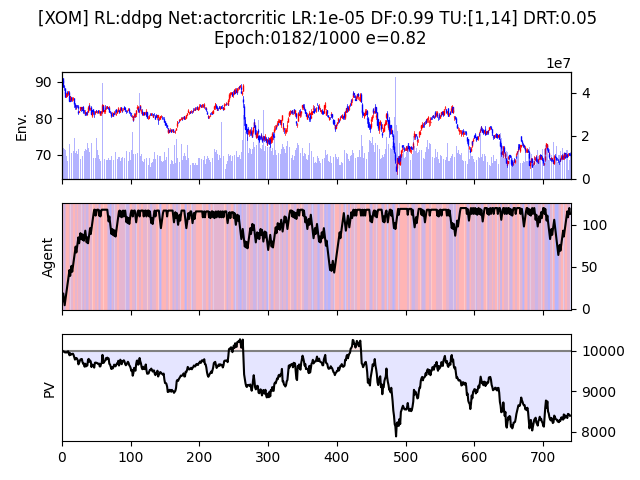 [XOM] RL:ddpg Net:actorcritic LR:1e-05 DF:0.99 TU:[1,14] DRT:0.05
Epoch:0182/1000 e=0.82
1e7
90
80
70
Env.
4
2
0
Agent
100
50
0
PV
10000
9000
8000
0 100 200 300 400 500 600 700